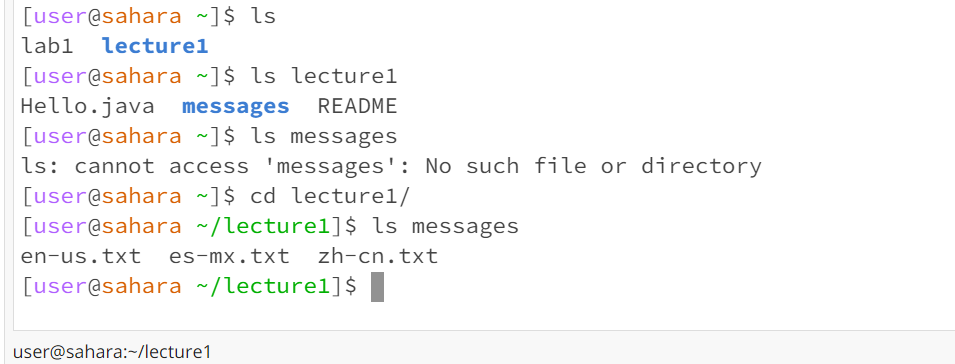 [user@sahara ~]$ ls
lab1  lecture1
[user@sahara ~]$ ls lecture1
Hello.java  messages  README
[user@sahara ~]$ ls messages
ls: cannot access 'messages': No such file or directory
[user@sahara ~]$ cd lecture1/
[user@sahara ~/lecture1]$ ls messages
en-us.txt  es-mx.txt  zh-cn.txt
[user@sahara ~/lecture1]$
user@sahara:~/lecture1